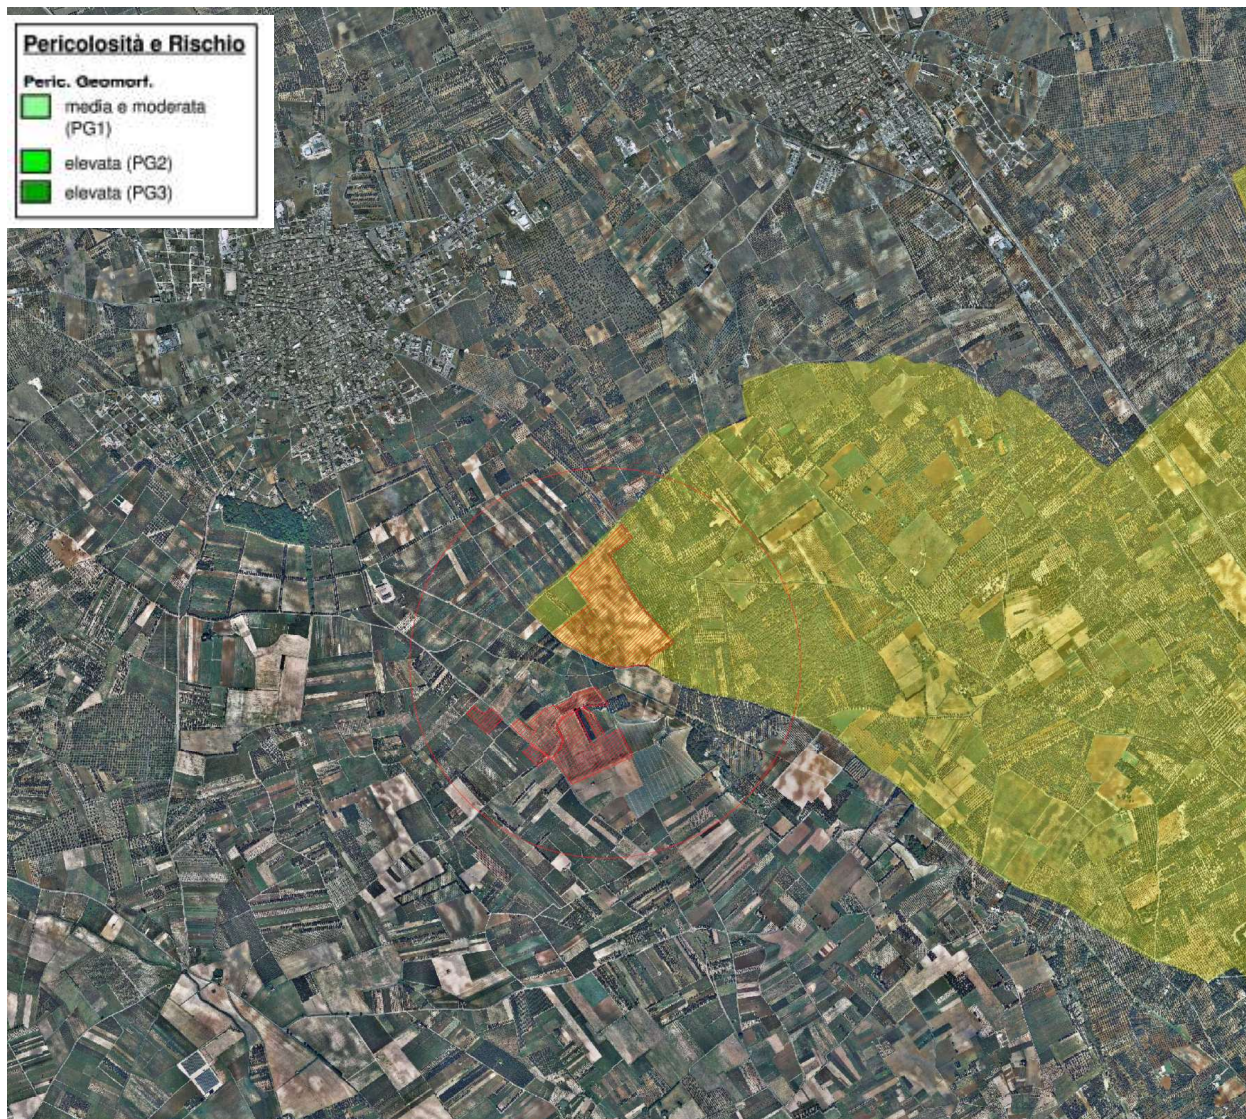 Pericolosità e Rischio
Peric. Geomorf.
media e moderata
(PG1)
elevata (PG2)
elevata (PG3)